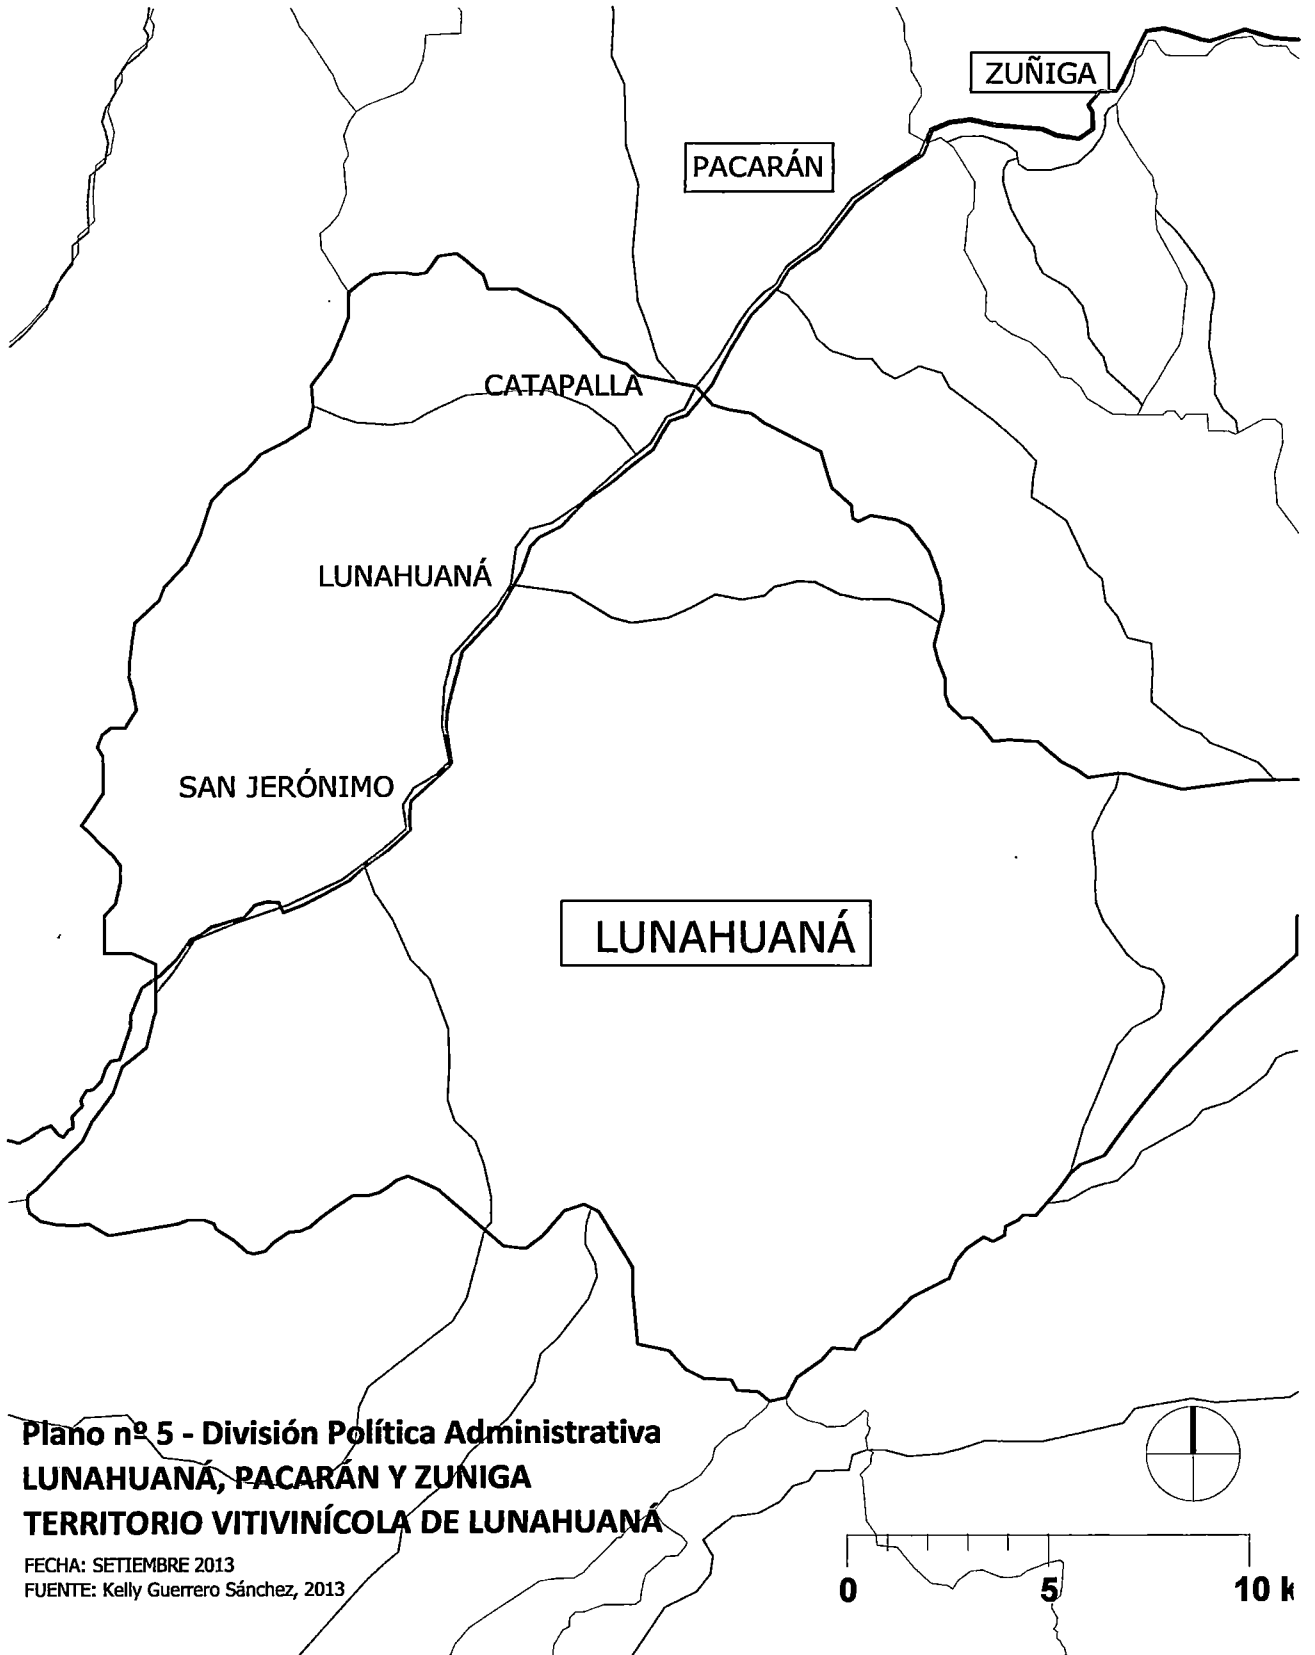 ZUÑIGA
PACARÁN
CATAPALLA
LUNAHUANÁ
SAN JERÓNIMO
LUNAHUANÁ
Plano nº 5 - División Política Administrativa
LUNAHUANÁ, PACARÁN Y ZUNIGA
TERRITORIO VITIVINÍCOLA DE LUNAHUANÁ
FECHA: SETIEMBRE 2013
FUENTE: Kelly Guerrero Sánchez, 2013
0 5 10 k